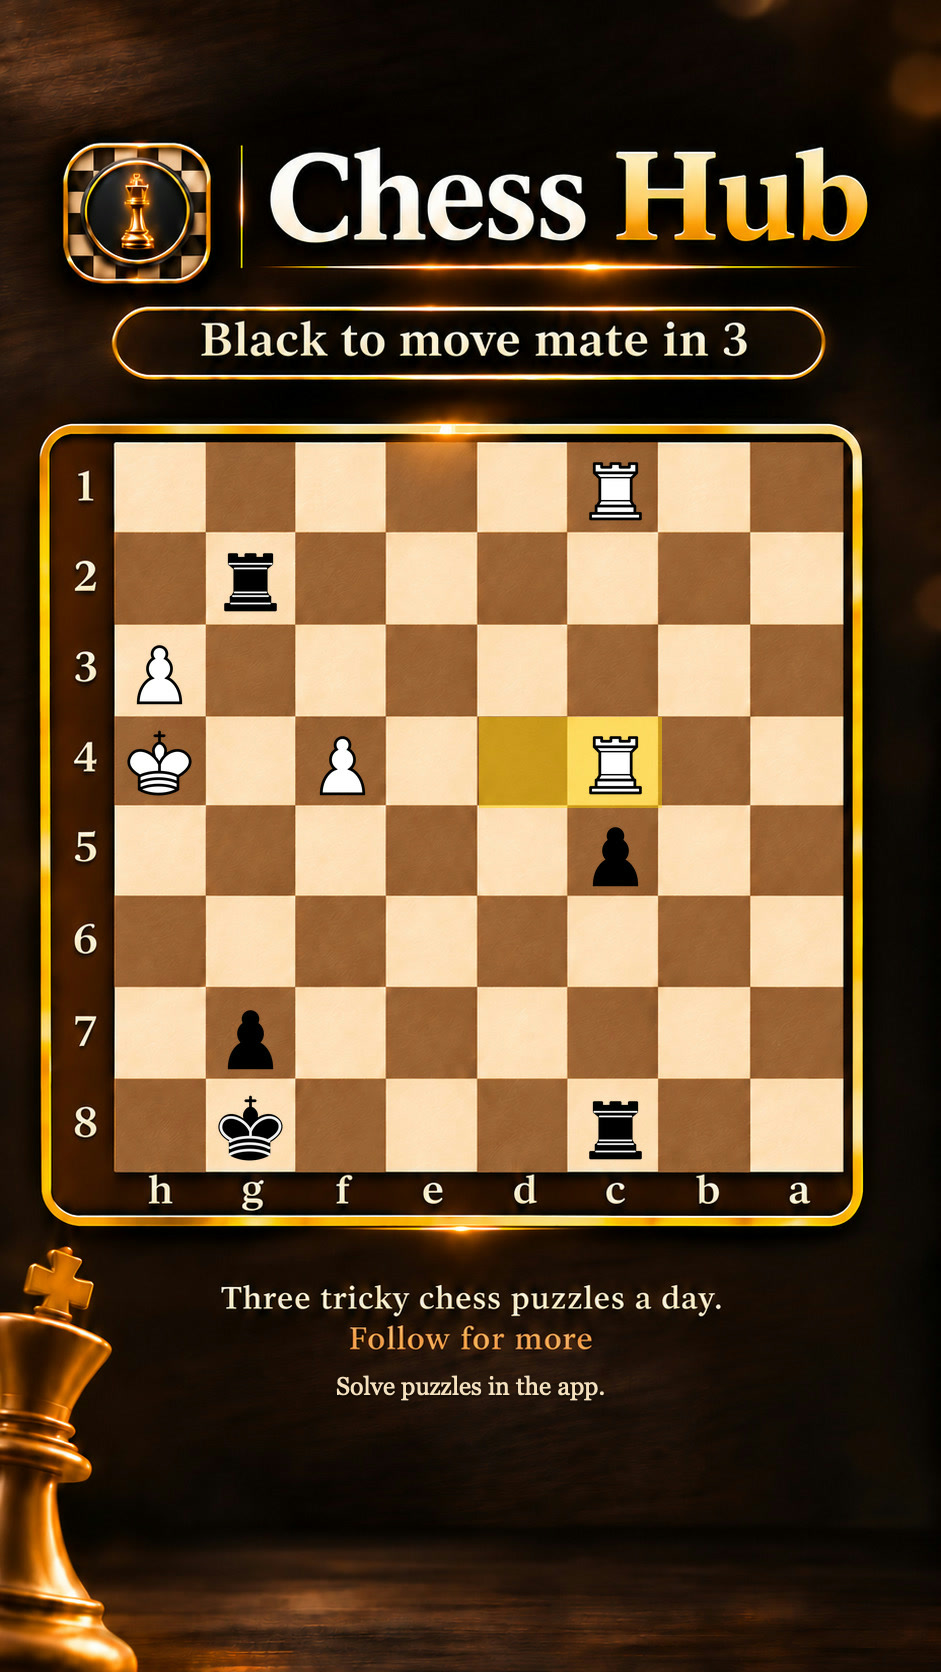 Chess Hub
Black to move mate in 3
1
2
3
4
5
6
7
8
h g f e d c b a
Three tricky chess puzzles a day.
Follow for more
Solve puzzles in the app.